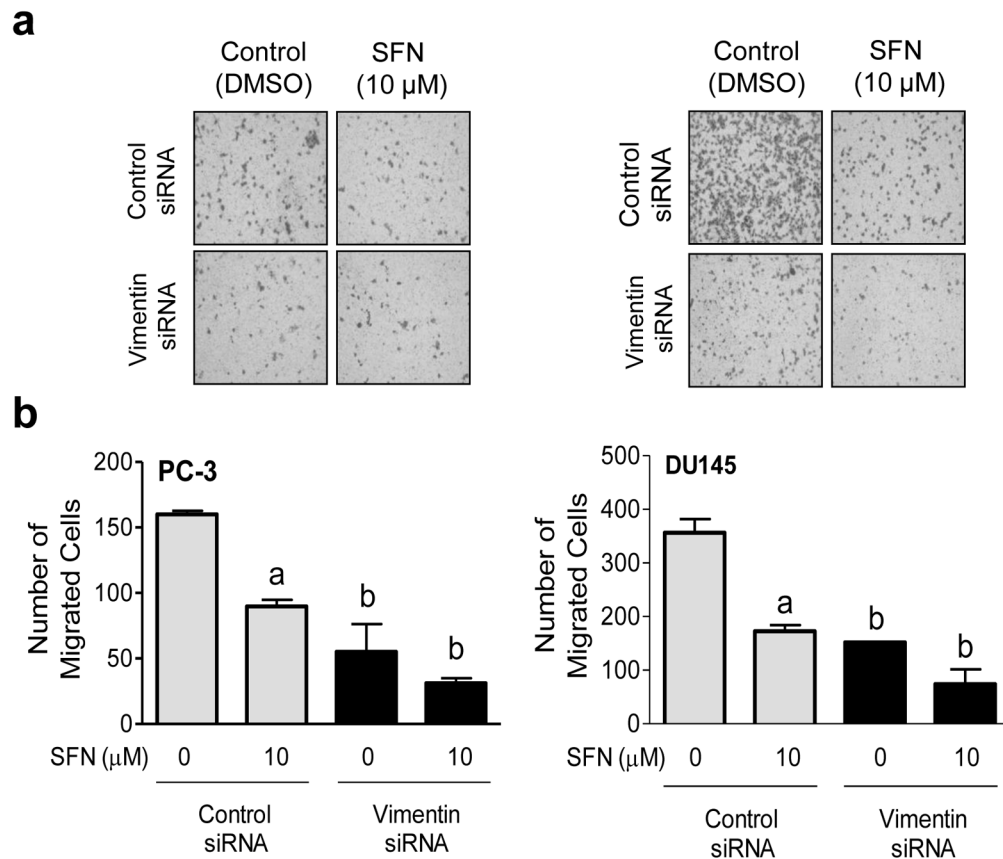 a
Control
(DMSO)
SFN
(10 µM)
Control
siRNA
Vimentin
siRNA
Control
(DMSO)
SFN
(10 µM)
Control
siRNA
Vimentin
siRNA
b
PC-3
Number of
Migrated Cells
200
150
100
50
0
a
b
b
SFN (µM)
0
10
0
10
Control
siRNA
Vimentin
siRNA
DU145
Number of
Migrated Cells
500
400
300
200
100
0
a
b
b
SFN (µM)
0
10
0
10
Control
siRNA
Vimentin
siRNA